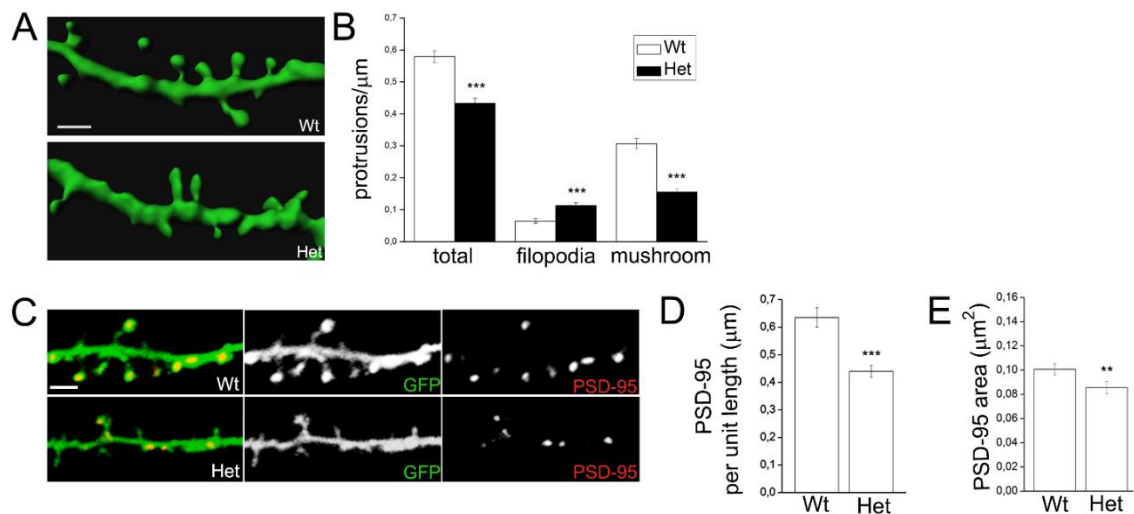 A
Wt
Het
B
protrusions/μm
0,7
0,6
0,5
0,4
0,3
0,2
0,1
0,0
Wt
Het
***
***
***
total filopodia mushroom
C
Wt GFP PSD-95
Het GFP PSD-95
D
PSD-95
per unit length (μm)
0,7
0,6
0,5
0,4
0,3
0,2
0,1
0,0
***
Wt Het
E
PSD-95 area (μm²)
0,16
0,14
0,12
0,10
0,08
0,06
0,04
0,02
0,00
**
Wt Het